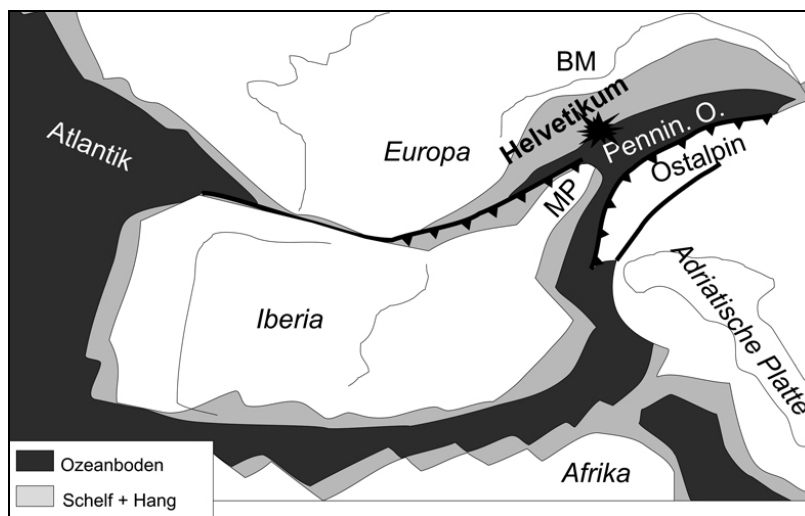 BM
Atlantik
Helvetikum
Pennin. O.
Europa
Ostalpin
MP
Adriatische Platte
Iberia
Afrika
Ozeanboden
Schelf + Hang